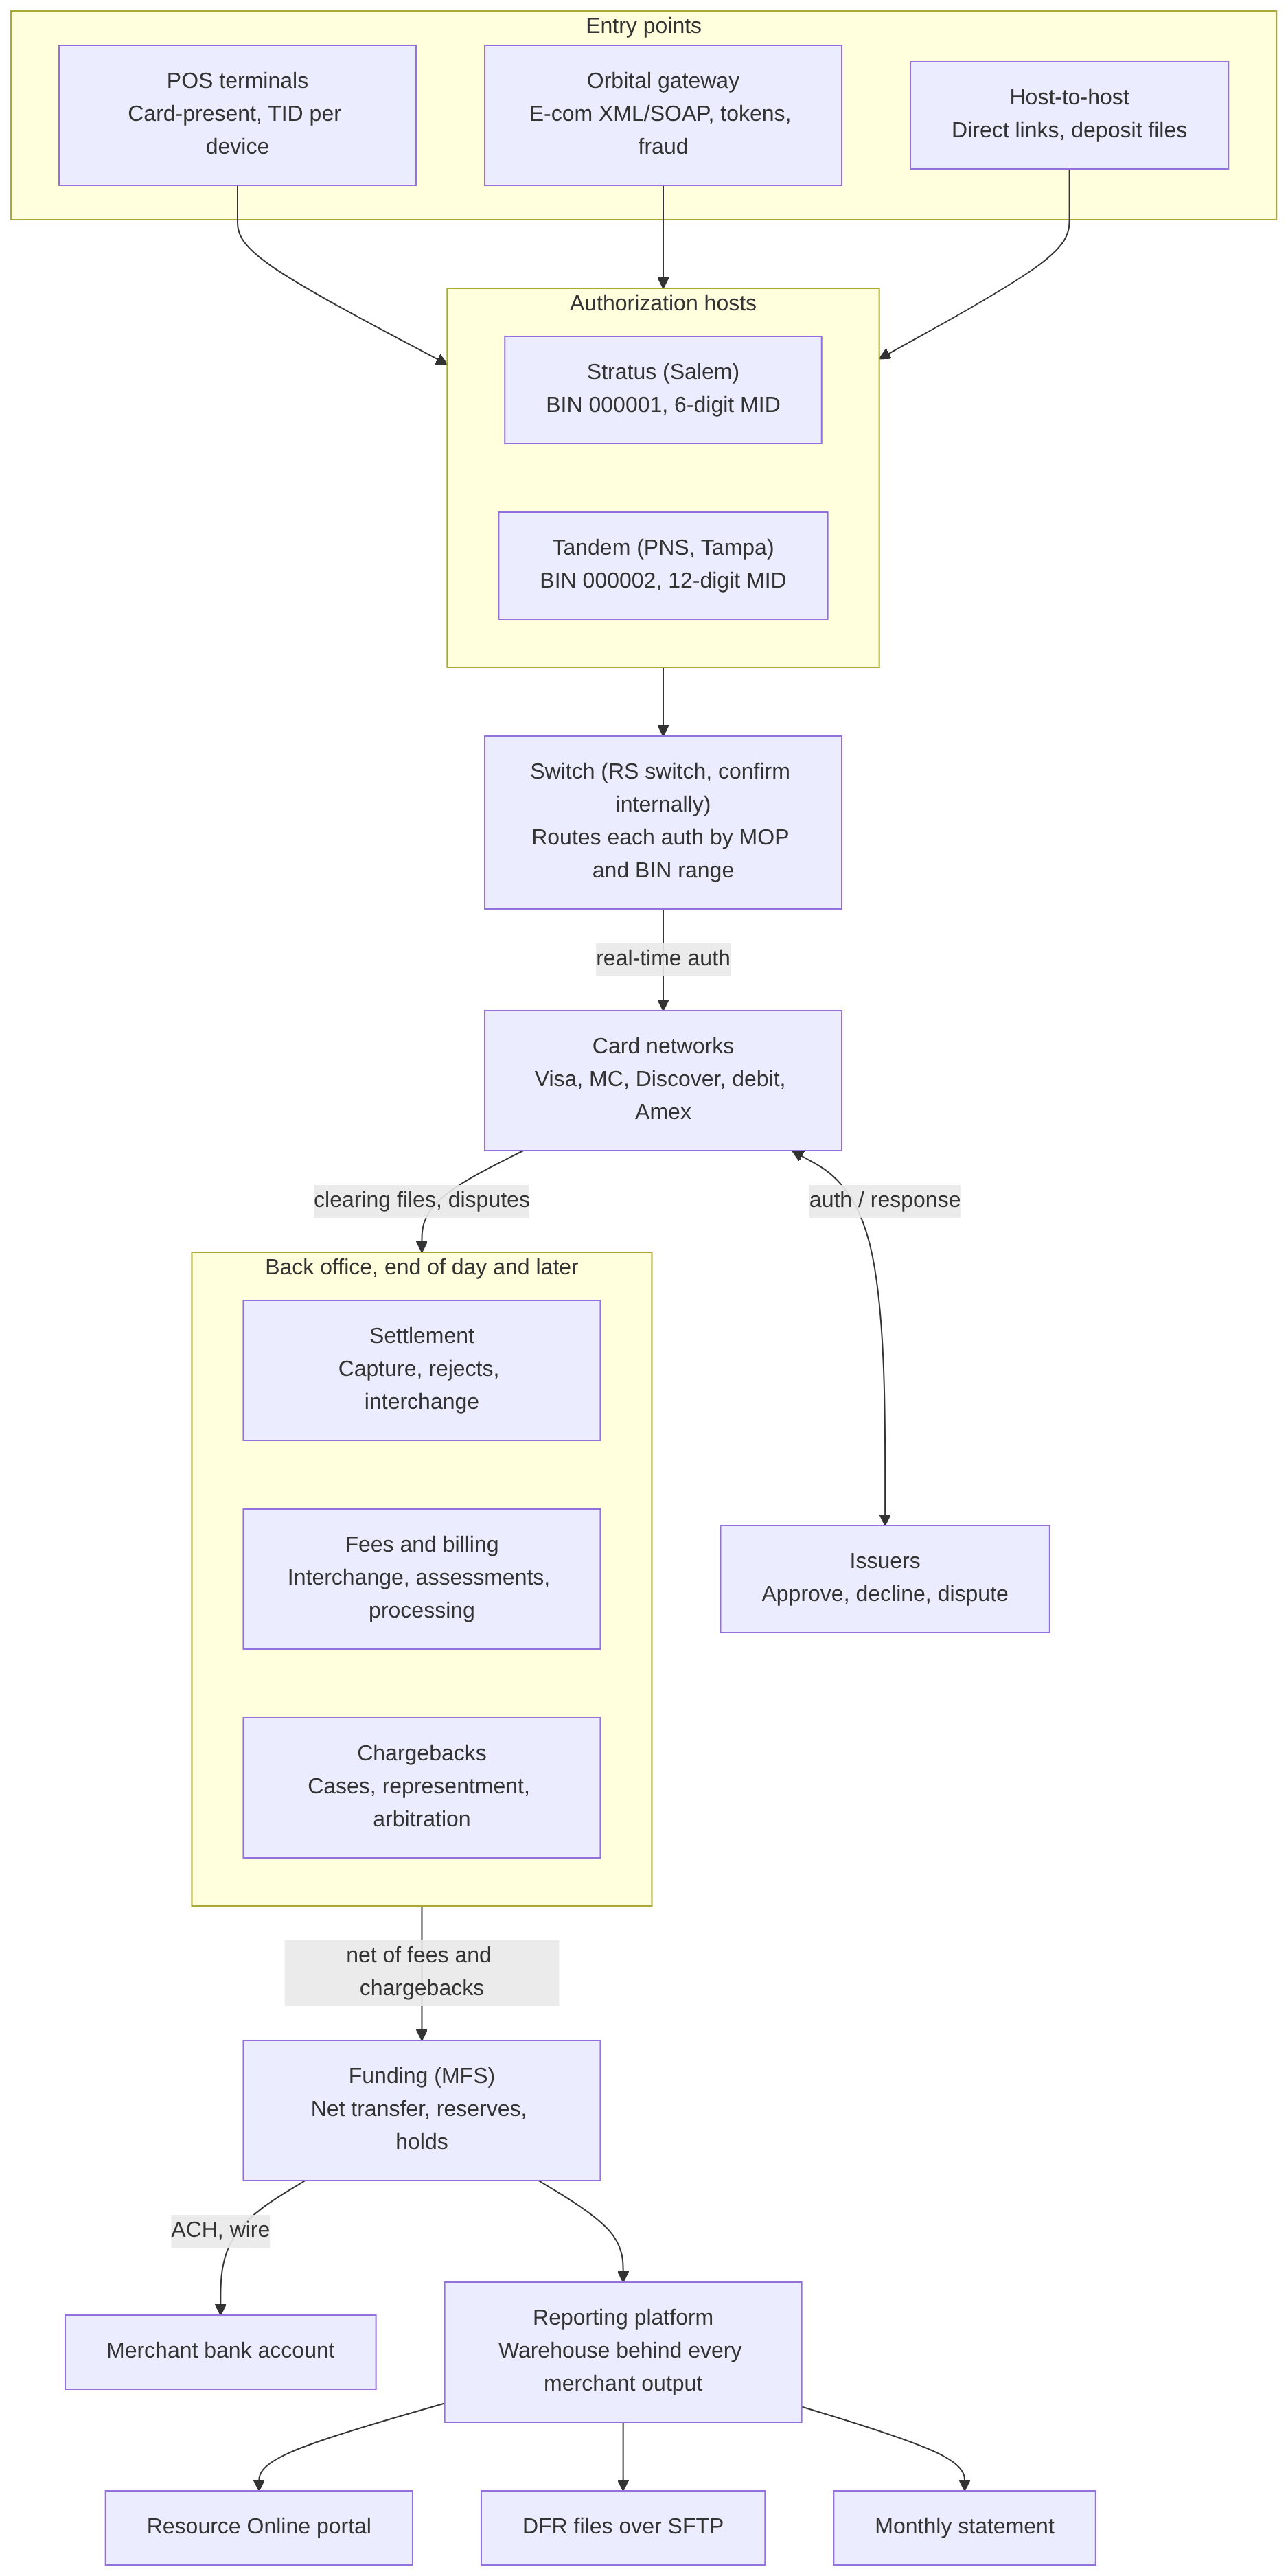 Entry points
POS terminals
Card-present, TID per
device
Orbital gateway
E-com XML/SOAP, tokens,
fraud
Host-to-host
Direct links, deposit files
Authorization hosts
Stratus (Salem)
BIN 000001, 6-digit MID
Tandem (PNS, Tampa)
BIN 000002, 12-digit MID
Switch (RS switch, confirm
internally)
Routes each auth by MOP
and BIN range
real-time auth
Card networks
Visa, MC, Discover, debit,
Amex
clearing files, disputes
auth / response
Back office, end of day and later
Settlement
Capture, rejects,
interchange
Fees and billing
Interchange, assessments,
processing
Issuers
Approve, decline, dispute
Chargebacks
Cases, representment,
arbitration
net of fees and
chargebacks
Funding (MFS)
Net transfer, reserves,
holds
ACH, wire
Merchant bank account
Reporting platform
Warehouse behind every
merchant output
Resource Online portal
DFR files over SFTP
Monthly statement